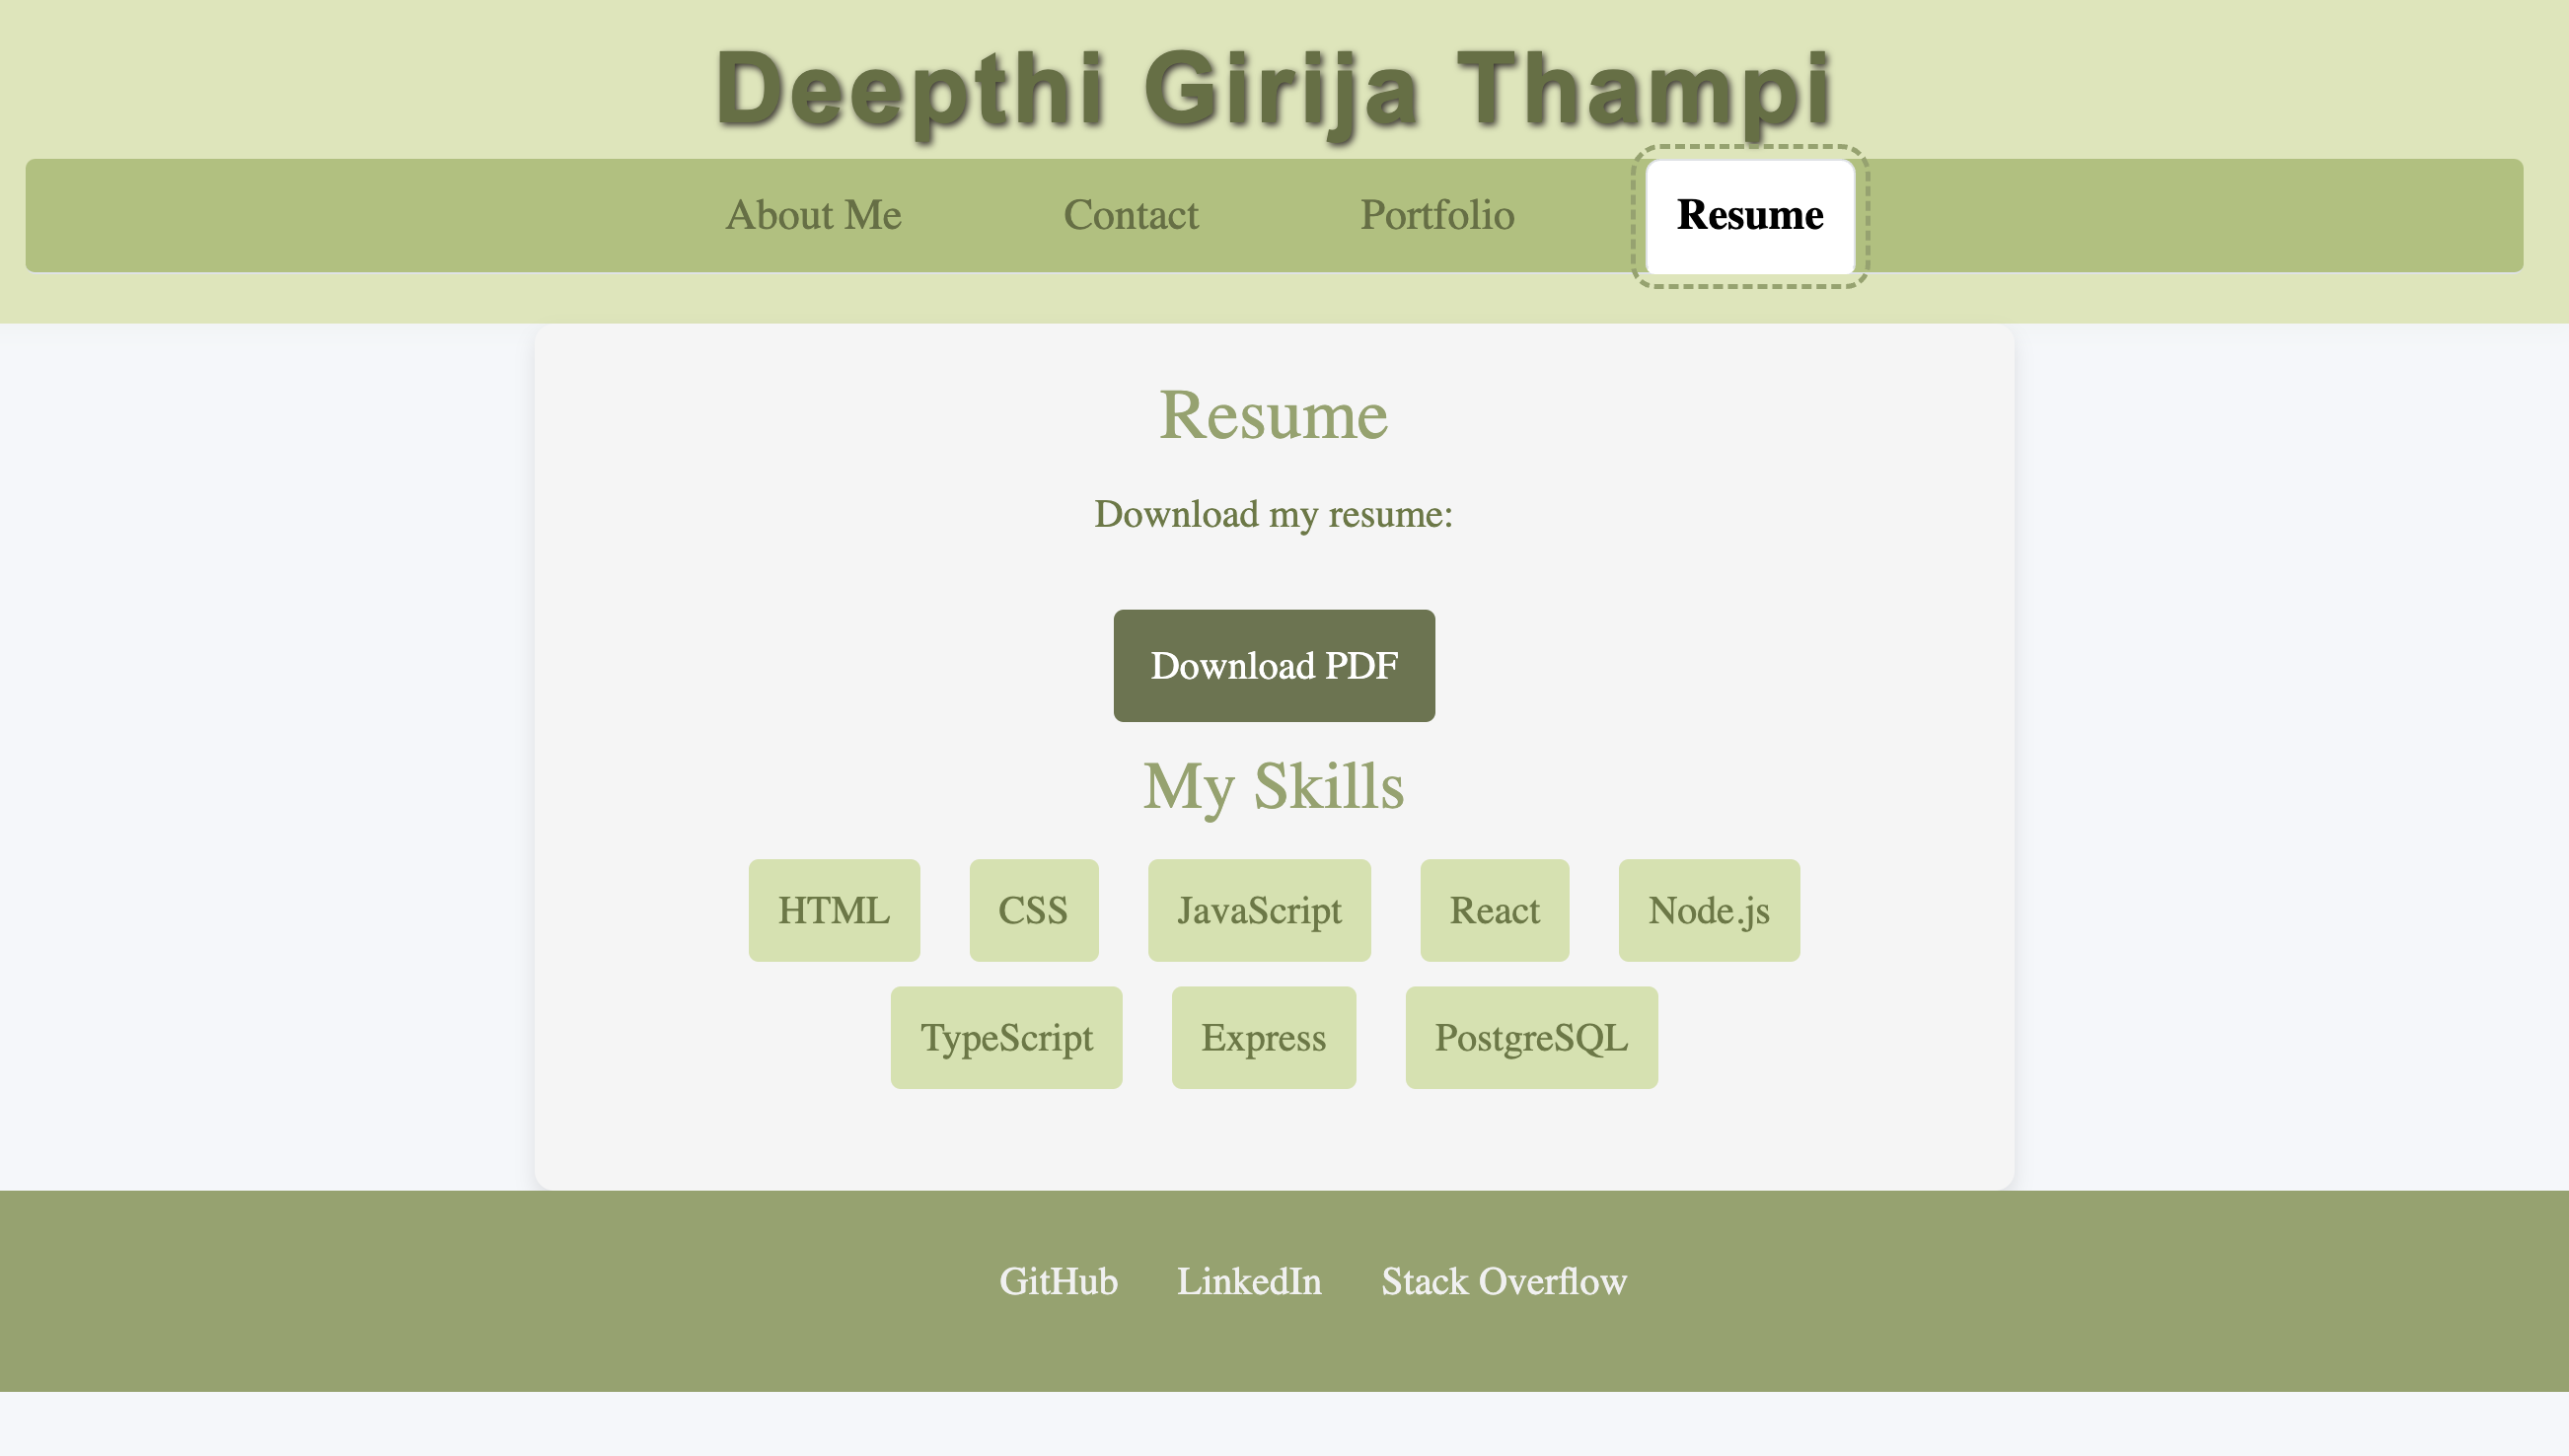 Deepthi Girija Thampi
About Me Contact Portfolio Resume
Resume
Download my resume:
Download PDF
My Skills
HTML CSS JavaScript React Node.js
TypeScript Express PostgreSQL
GitHub LinkedIn Stack Overflow